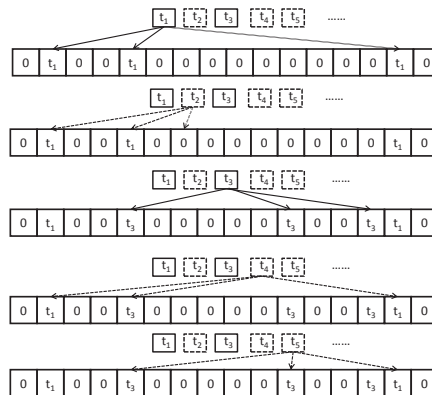 t₁ t₂ t₃ t₄ t₅ ......
0 t₁ 0 0 t₁ 0 0 0 0 0 0 0 0 0 t₁ 0
t₁ t₂ t₃ t₄ t₅ ......
0 t₁ 0 0 t₁ 0 0 0 0 0 0 0 0 0 t₁ 0
t₁ t₂ t₃ t₄ t₅ ......
0 t₁ 0 0 t₃ 0 0 0 0 0 t₃ 0 0 t₃ t₁ 0
t₁ t₂ t₃ t₄ t₅ ......
0 t₁ 0 0 t₃ 0 0 0 0 0 t₃ 0 0 t₃ t₁ 0
t₁ t₂ t₃ t₄ t₅ ......
0 t₁ 0 0 t₃ 0 0 0 0 0 t₃ 0 0 t₃ t₁ 0